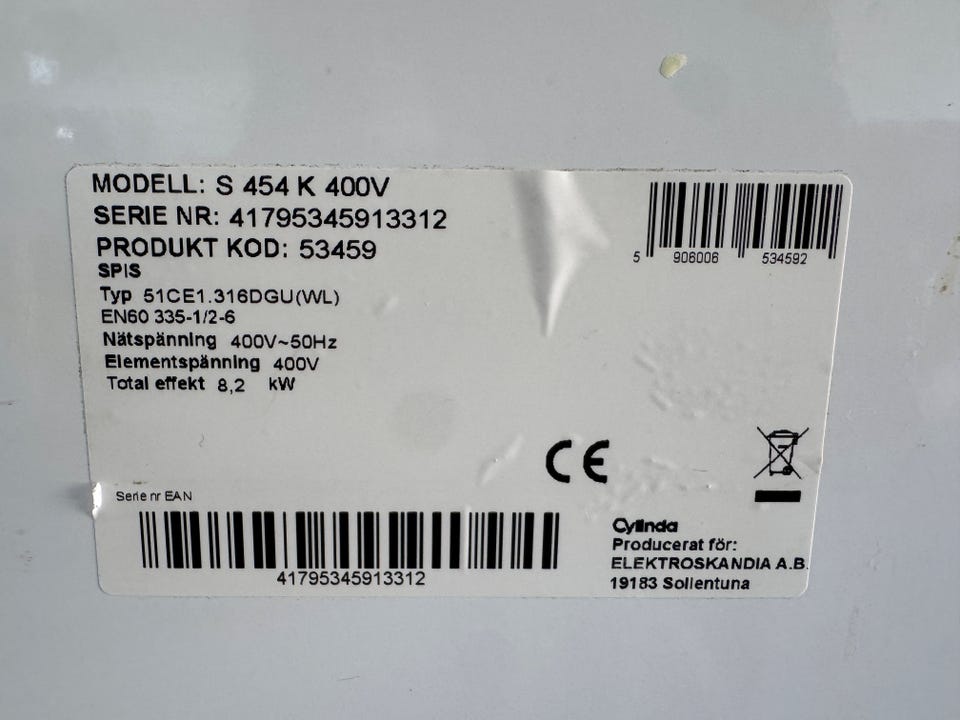 MODELL: S 454 K 400V
SERIE NR: 41795345913312
PRODUKT KOD: 53459
SPIS
Typ 51CE1.316DGU(WL)
EN60 335-1/2-6
Nätspänning 400V~50Hz
Elementspänning 400V
Total effekt 8,2 kW
5 906006 534592
CE
Serie nr EAN
41795345913312
Cylinda
Producerat för:
ELEKTROSKANDIA A.B.
19183 Sollentuna